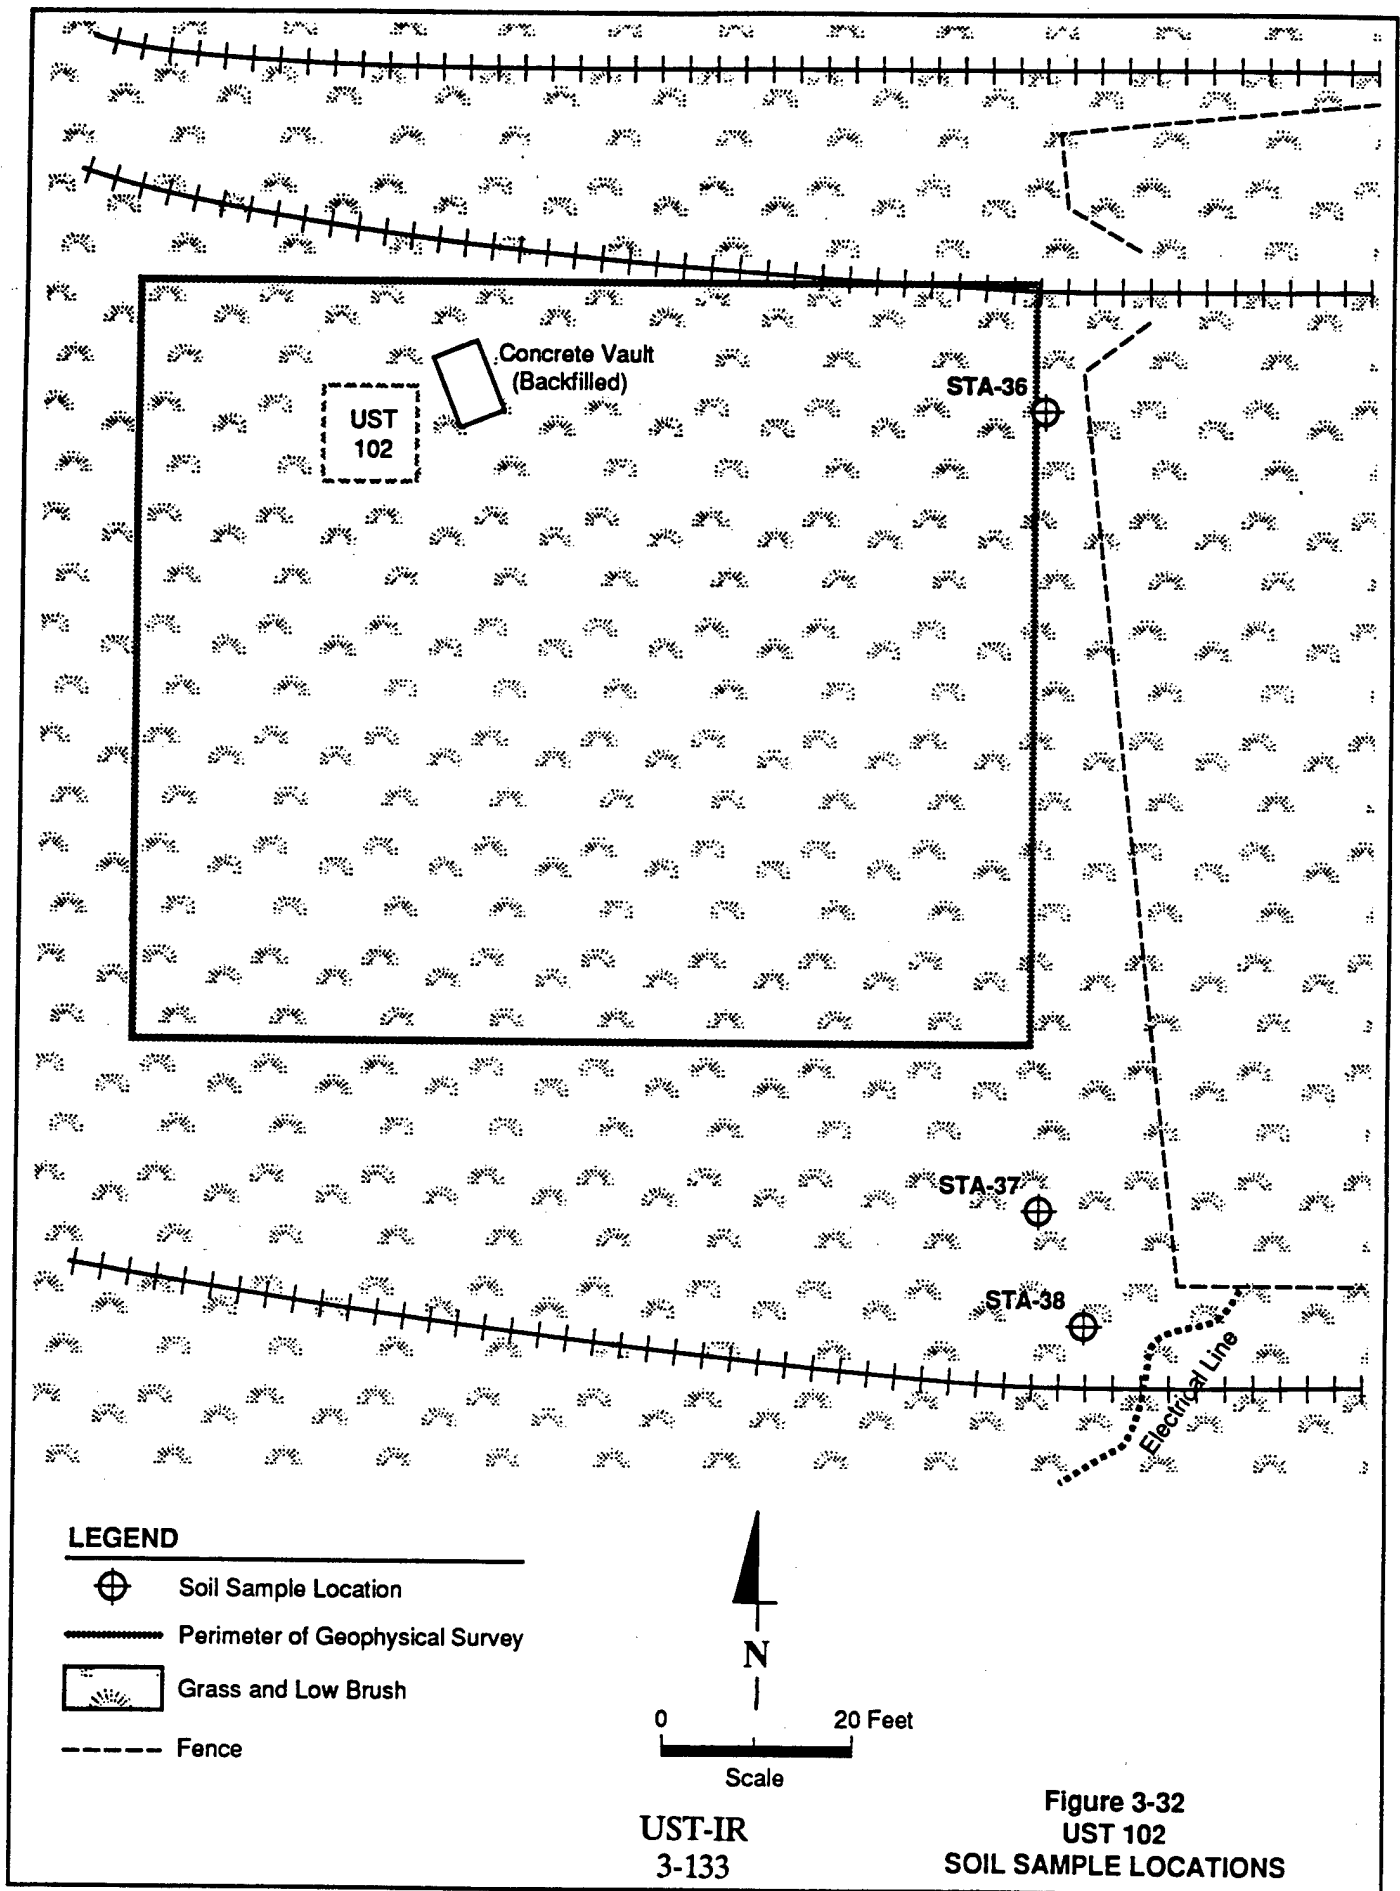 Concrete Vault
(Backfilled)
UST
102
STA-36
STA-37
STA-38
Electrical Line
LEGEND
Soil Sample Location
Perimeter of Geophysical Survey
Grass and Low Brush
Fence
N
0 20 Feet
Scale
UST-IR
3-133
Figure 3-32
UST 102
SOIL SAMPLE LOCATIONS